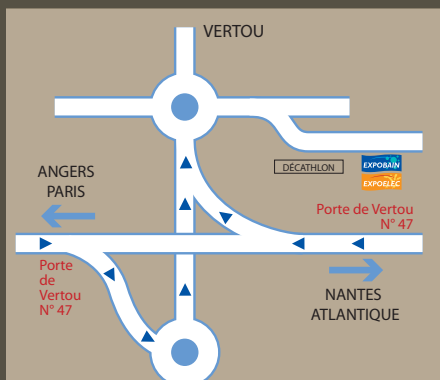 VERTOU
DÉCATHLON
EXPOBAIN
EXPOELEC
ANGERS
PARIS
Porte de Vertou
N° 47
Porte
de
Vertou
N° 47
NANTES
ATLANTIQUE